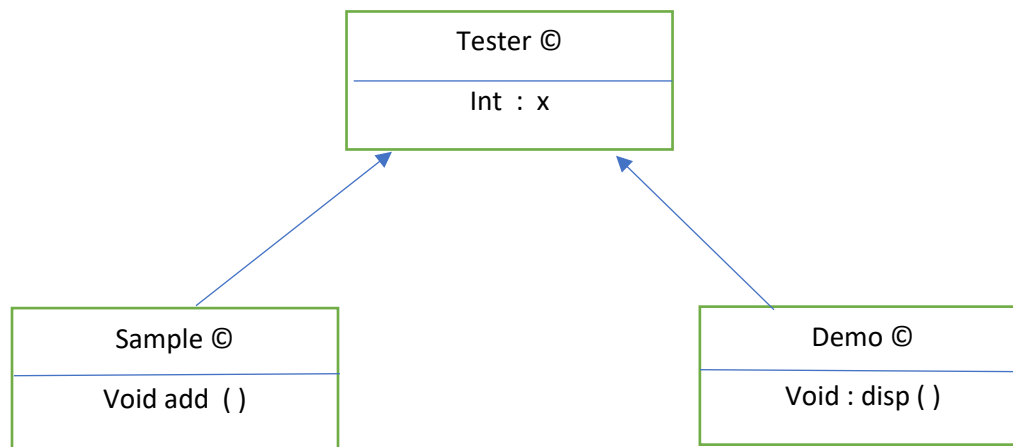 Tester ©
Int : x
Sample ©
Void add ( )
Demo ©
Void : disp ( )